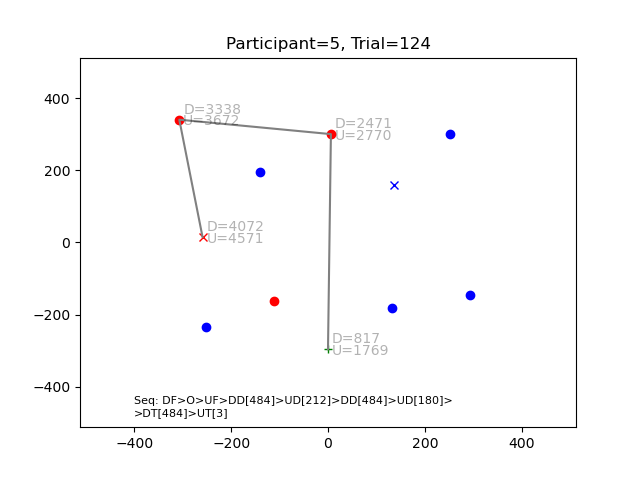 Participant=5, Trial=124
400
200
0
−200
−400
D=3338
U=3672
D=2471
U=2770
D=4072
U=4571
D=817
U=1769
Seq: DF>O>UF>DD[484]>UD[212]>DD[484]>UD[180]>
>DT[484]>UT[3]
−400 −200 0 200 400